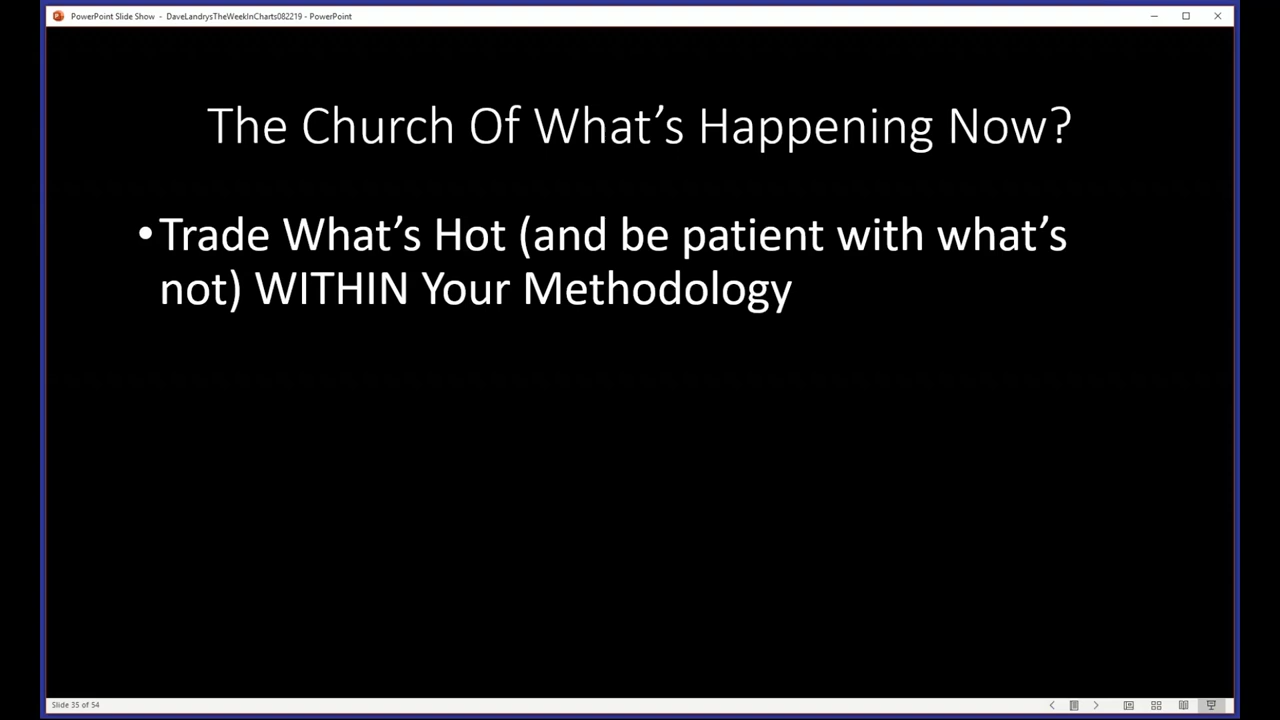 PowerPoint Slide Show - DaveLandrysTheWeekInCharts082219 - PowerPoint
The Church Of What’s Happening Now?
•Trade What’s Hot (and be patient with what’s
not) WITHIN Your Methodology
Slide 35 of 54